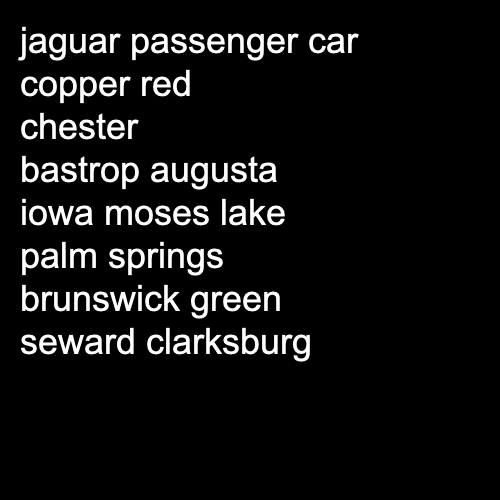 jaguar passenger car
copper red
chester
bastrop augusta
iowa moses lake
palm springs
brunswick green
seward clarksburg